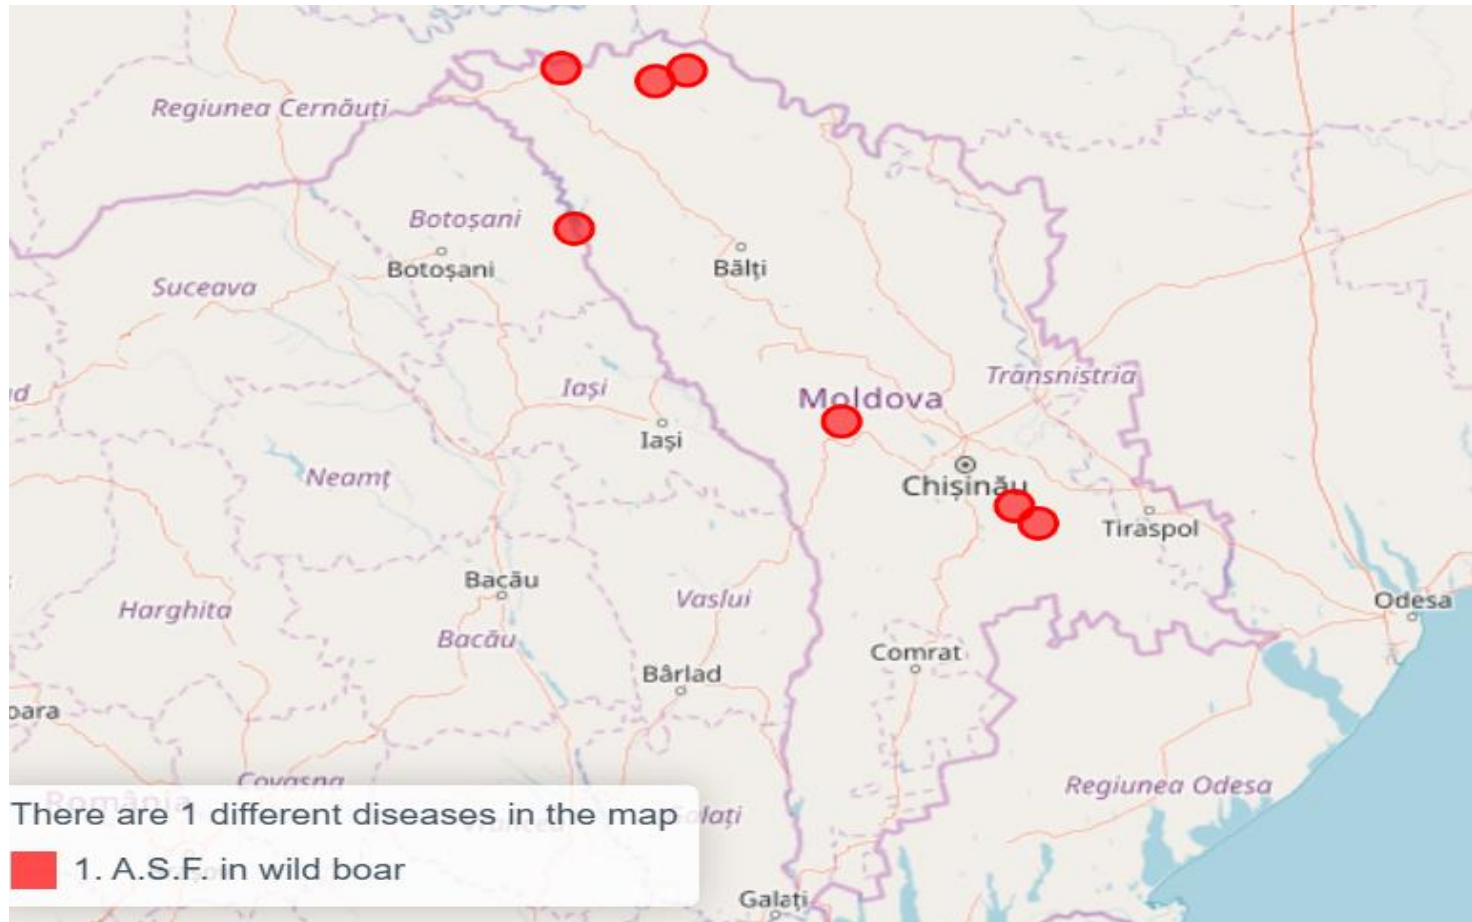 Regiunea Cernăuți
Botoșani
Botoșani
Bălți
Suceava
Transnistria
Iași
Moldova
Iași
Chișinău
Neamț
Tiraspol
Bacău
Vaslui
Odesa
Harghita
Bacău
Comrat
Bârlad
Covasna
Regiunea Odesa
România
There are 1 different diseases in the map
1. A.S.F. in wild boar
Galați